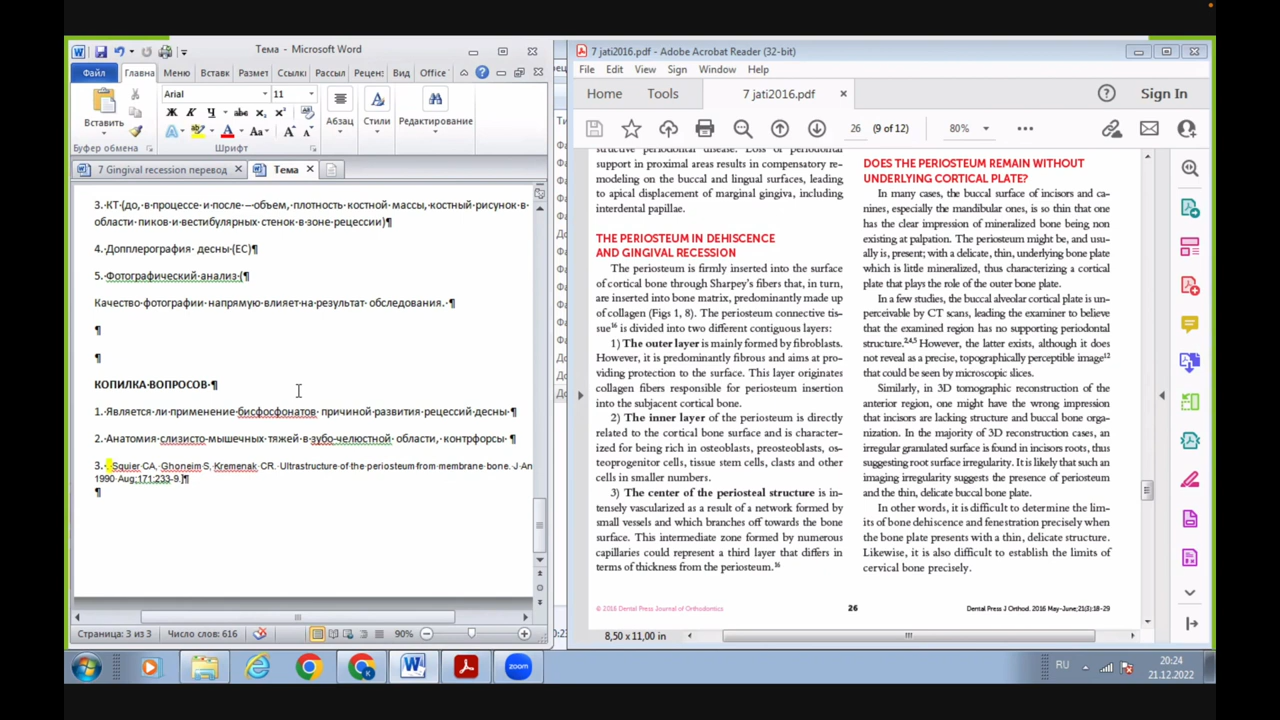 Тема - Microsoft Word
Файл
Главна
Меню
Вставк
Размет
Ссылк
Рассыл
Реценз
Вид
Office
Arial
11
Вставить
Ж К Ч abc x₂ x²
Абзац
Стили
Редактирование
Буфер обмена
Шрифт
7 Gingival recession перевод
Тема
3. КТ (до, в процессе и после – объем, плотность костной массы, костный рисунок в
области пиков и вестибулярных стенок в зоне рецессии)¶
4. Допплерография десны (ЕС)¶
5. Фотографический анализ (¶
Качество фотографии напрямую влияет на результат обследования. ¶
¶
¶
КОПИЛКА ВОПРОСОВ ¶
1. Является ли применение бисфосфонатов причиной развития рецессий десны ¶
2. Анатомия слизисто-мышечных тяжей в зубо-челюстной области, контрфорсы ¶
3. . Squier CA, Ghoneim S, Kremenak CR. Ultrastructure of the periosteum from membrane bone. J An
1990 Aug;171:233-9.]¶
¶
Страница: 3 из 3
Число слов: 616
90%
7 jati2016.pdf - Adobe Acrobat Reader (32-bit)
File Edit View Sign Window Help
Home
Tools
7 jati2016.pdf
Sign In
26
(9 of 12)
80%
structive periodontal disease. Loss of periodontal
support in proximal areas results in compensatory re-
modeling on the buccal and lingual surfaces, leading
to apical displacement of marginal gingiva, including
interdental papillae.
THE PERIOSTEUM IN DEHISCENCE
AND GINGIVAL RECESSION
The periosteum is firmly inserted into the surface
of cortical bone through Sharpey's fibers that, in turn,
are inserted into bone matrix, predominantly made up
of collagen (Figs 1, 8). The periosteum connective tis-
sue¹⁶ is divided into two different contiguous layers:
1) The outer layer is mainly formed by fibroblasts.
However, it is predominantly fibrous and aims at pro-
viding protection to the surface. This layer originates
collagen fibers responsible for periosteum insertion
into the subjacent cortical bone.
2) The inner layer of the periosteum is directly
related to the cortical bone surface and is character-
ized for being rich in osteoblasts, preosteoblasts, os-
teoprogenitor cells, tissue stem cells, clasts and other
cells in smaller numbers.
3) The center of the periosteal structure is in-
tensely vascularized as a result of a network formed by
small vessels and which branches off towards the bone
surface. This intermediate zone formed by numerous
capillaries could represent a third layer that differs in
terms of thickness from the periosteum.¹⁶
DOES THE PERIOSTEUM REMAIN WITHOUT
UNDERLYING CORTICAL PLATE?
In many cases, the buccal surface of incisors and ca-
nines, especially the mandibular ones, is so thin that one
has the clear impression of mineralized bone being non
existing at palpation. The periosteum might be, and usu-
ally is, present; with a delicate, thin, underlying bone plate
which is little mineralized, thus characterizing a cortical
plate that plays the role of the outer bone plate.
In a few studies, the buccal alveolar cortical plate is un-
perceivable by CT scans, leading the examiner to believe
that the examined region has no supporting periodontal
structure.²,⁴,⁵ However, the latter exists, although it does
not reveal as a precise, topographically perceptible image¹²
that could be seen by microscopic slices.
Similarly, in 3D tomographic reconstruction of the
anterior region, one might have the wrong impression
that incisors are lacking structure and buccal bone orga-
nization. In the majority of 3D reconstruction cases, an
irregular granulated surface is found in incisors roots, thus
suggesting root surface irregularity. It is likely that such an
imaging irregularity suggests the presence of periosteum
and the thin, delicate buccal bone plate.
In other words, it is difficult to determine the lim-
its of bone dehiscence and fenestration precisely when
the bone plate presents with a thin, delicate structure.
Likewise, it is also difficult to establish the limits of
cervical bone precisely.
© 2016 Dental Press Journal of Orthodontics
26
Dental Press J Orthod. 2016 May-June;21(3):18-29
8,50 x 11,00 in
zoom
RU
20:24
21.12.2022